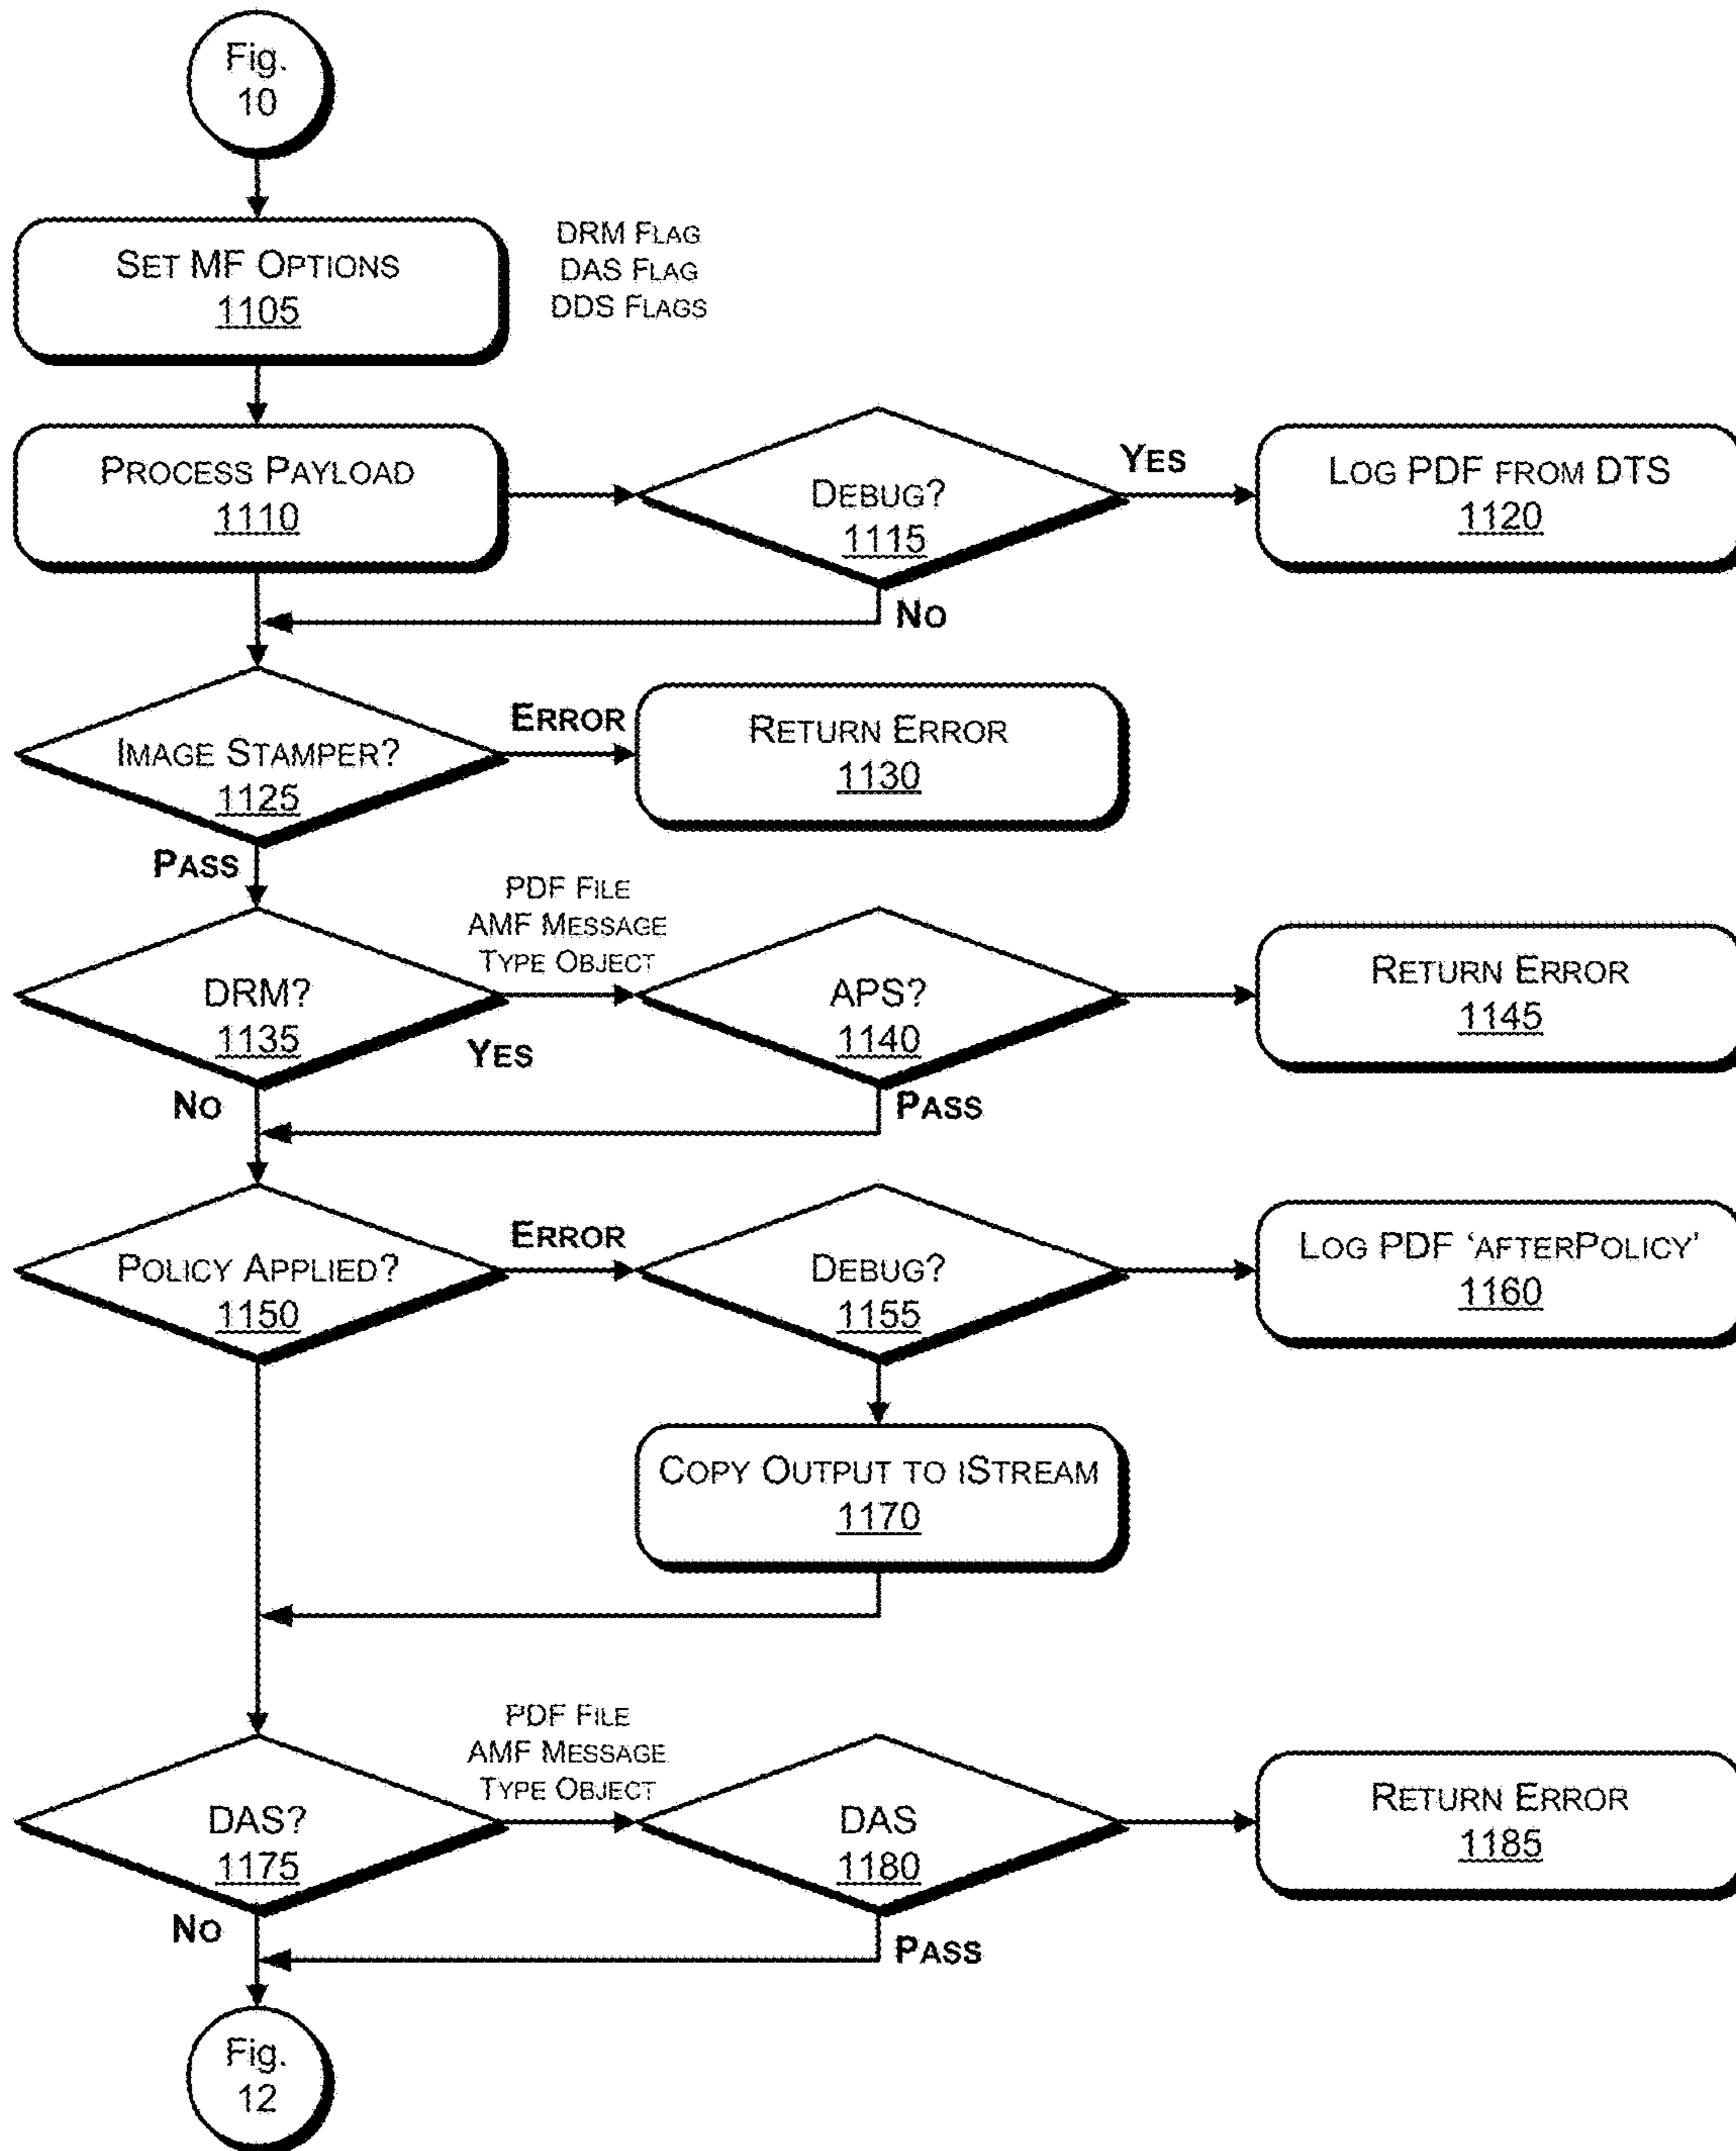 Fig.
10
SET MF OPTIONS
1105
DRM FLAG
DAS FLAG
DDS FLAGS
PROCESS PAYLOAD
1110
DEBUG?
1115
YES
LOG PDF FROM DTS
1120
NO
IMAGE STAMPER?
1125
ERROR
RETURN ERROR
1130
PASS
PDF FILE
AMF MESSAGE
TYPE OBJECT
DRM?
1135
YES
APS?
1140
RETURN ERROR
1145
NO
PASS
POLICY APPLIED?
1150
ERROR
DEBUG?
1155
LOG PDF ‘AFTERPOLICY’
1160
COPY OUTPUT TO ISTREAM
1170
PDF FILE
AMF MESSAGE
TYPE OBJECT
DAS?
1175
DAS
1180
RETURN ERROR
1185
NO
PASS
Fig.
12